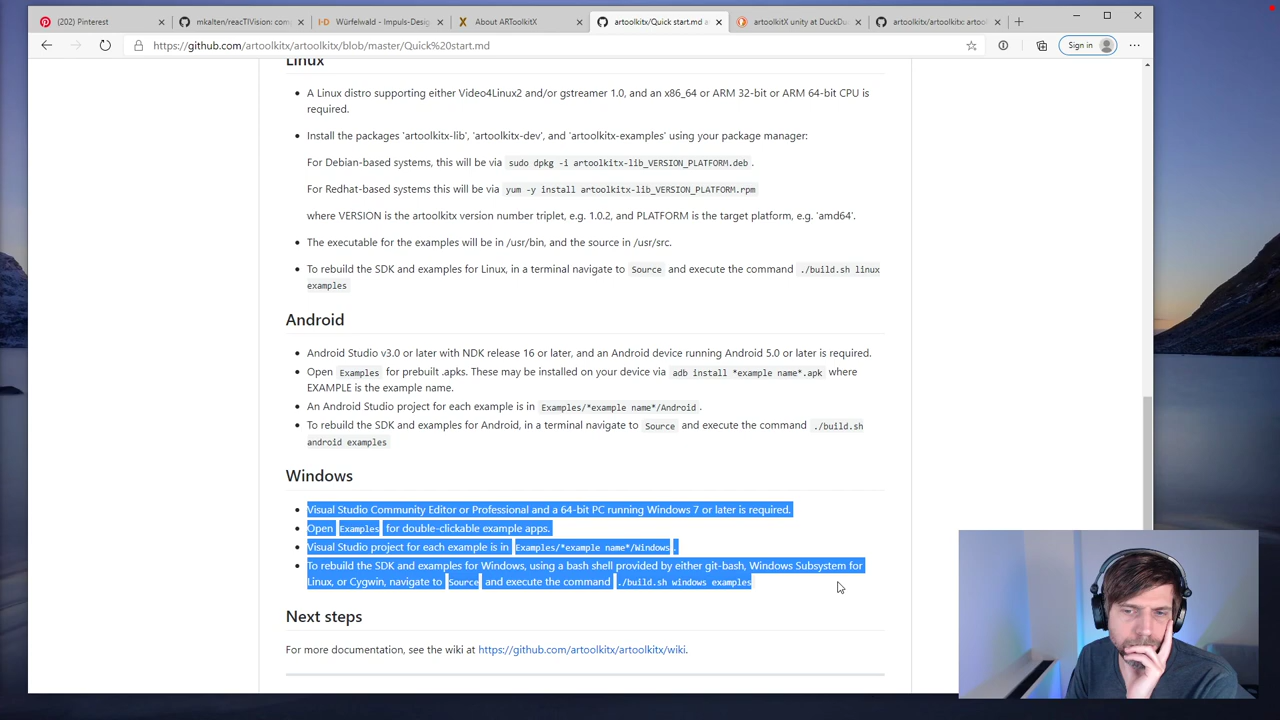 (202) Pinterest
mkalten/reacTIVision: com
Würfelwald - Impuls-Desig
About ARToolkitX
artoolkitx/Quick start.md a
artoolkitX unity at DuckDu
artoolkitx/artoolkitx: artoolk
https://github.com/artoolkitx/artoolkitx/blob/master/Quick%20start.md
Sign in
Linux
• A Linux distro supporting either Video4Linux2 and/or gstreamer 1.0, and an x86_64 or ARM 32-bit or ARM 64-bit CPU is
required.
• Install the packages 'artoolkitx-lib', 'artoolkitx-dev', and 'artoolkitx-examples' using your package manager:
For Debian-based systems, this will be via sudo dpkg -i artoolkitx-lib_VERSION_PLATFORM.deb .
For Redhat-based systems this will be via yum -y install artoolkitx-lib_VERSION_PLATFORM.rpm
where VERSION is the artoolkitx version number triplet, e.g. 1.0.2, and PLATFORM is the target platform, e.g. 'amd64'.
• The executable for the examples will be in /usr/bin, and the source in /usr/src.
• To rebuild the SDK and examples for Linux, in a terminal navigate to Source and execute the command ./build.sh linux
examples
Android
• Android Studio v3.0 or later with NDK release 16 or later, and an Android device running Android 5.0 or later is required.
• Open Examples for prebuilt .apks. These may be installed on your device via adb install *example name*.apk where
EXAMPLE is the example name.
• An Android Studio project for each example is in Examples/*example name*/Android .
• To rebuild the SDK and examples for Android, in a terminal navigate to Source and execute the command ./build.sh
android examples
Windows
• Visual Studio Community Editor or Professional and a 64-bit PC running Windows 7 or later is required.
• Open Examples for double-clickable example apps.
• Visual Studio project for each example is in Examples/*example name*/Windows .
• To rebuild the SDK and examples for Windows, using a bash shell provided by either git-bash, Windows Subsystem for
Linux, or Cygwin, navigate to Source and execute the command ./build.sh windows examples
Next steps
For more documentation, see the wiki at https://github.com/artoolkitx/artoolkitx/wiki.